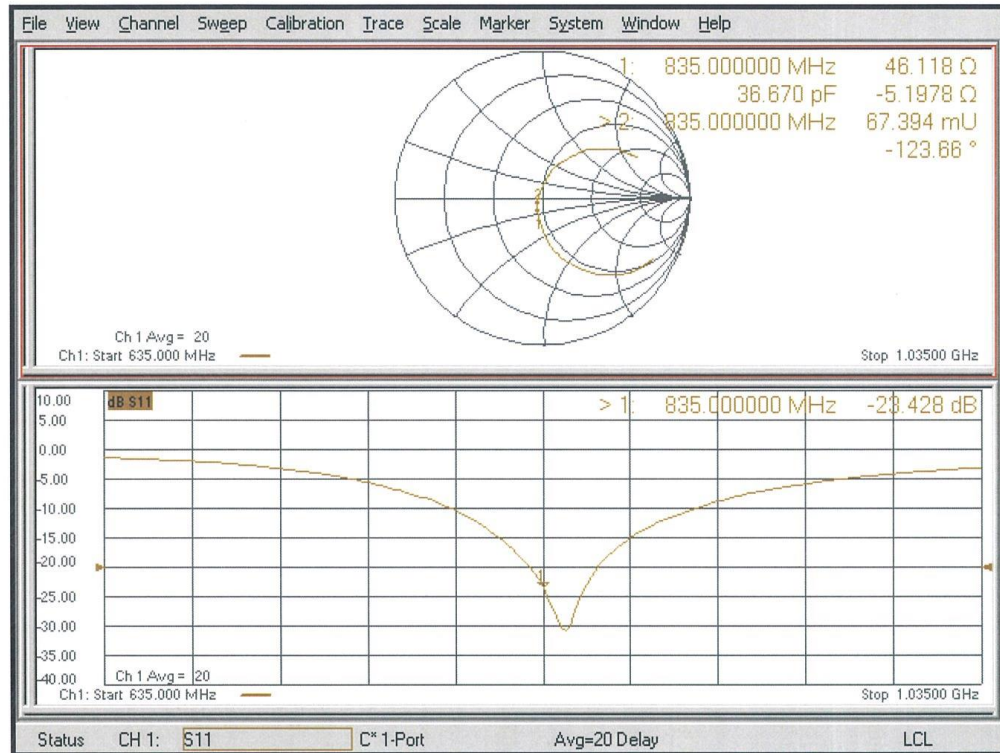 File View Channel Sweep Calibration Trace Scale Marker System Window Help
1: 835.000000 MHz 46.118 Ω
36.670 pF -5.1978 Ω
> 2: 835.000000 MHz 67.394 mU
-123.66 °
2
Ch 1 Avg = 20
Ch1: Start 635.000 MHz Stop 1.03500 GHz
10.00 dB S11 > 1: 835.000000 MHz -23.428 dB
5.00
0.00
-5.00
-10.00
-15.00
-20.00
1
-25.00
-30.00
-35.00
-40.00 Ch 1 Avg = 20
Ch1: Start 635.000 MHz Stop 1.03500 GHz
Status CH 1: S11 C* 1-Port Avg=20 Delay LCL